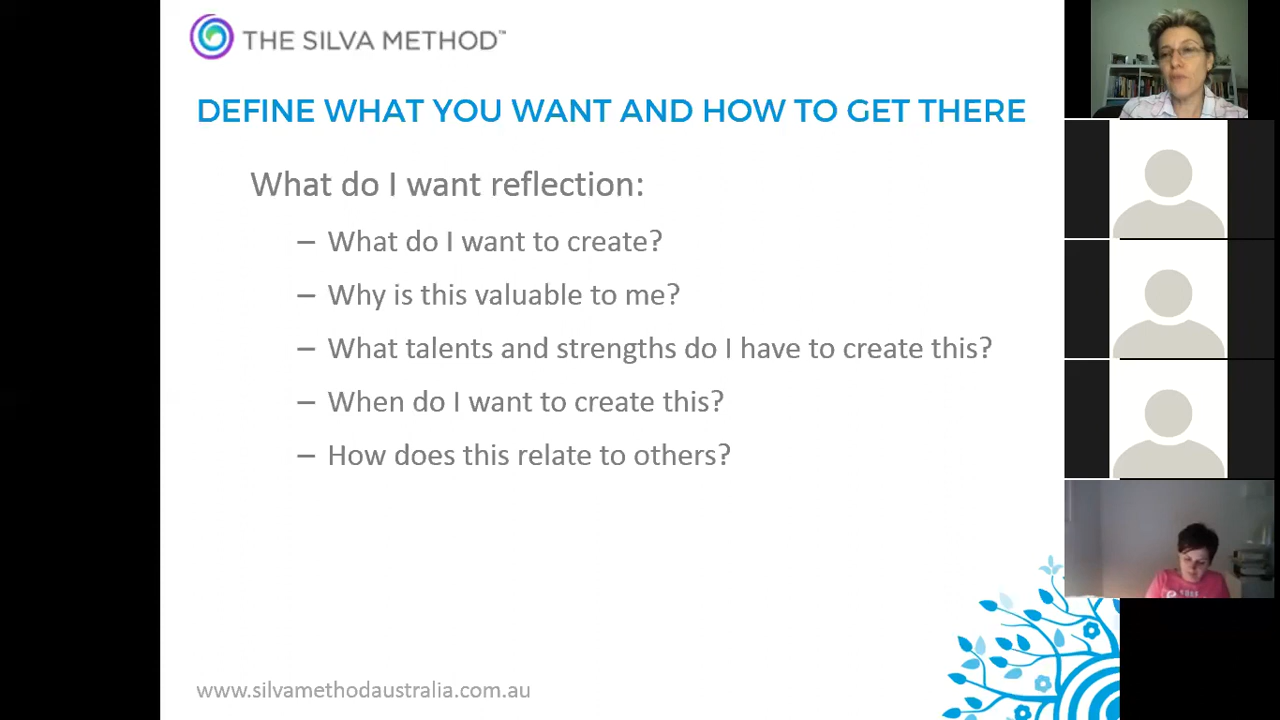 THE SILVA METHOD™
DEFINE WHAT YOU WANT AND HOW TO GET THERE
What do I want reflection:
– What do I want to create?
– Why is this valuable to me?
– What talents and strengths do I have to create this?
– When do I want to create this?
– How does this relate to others?
www.silvamethodaustralia.com.au